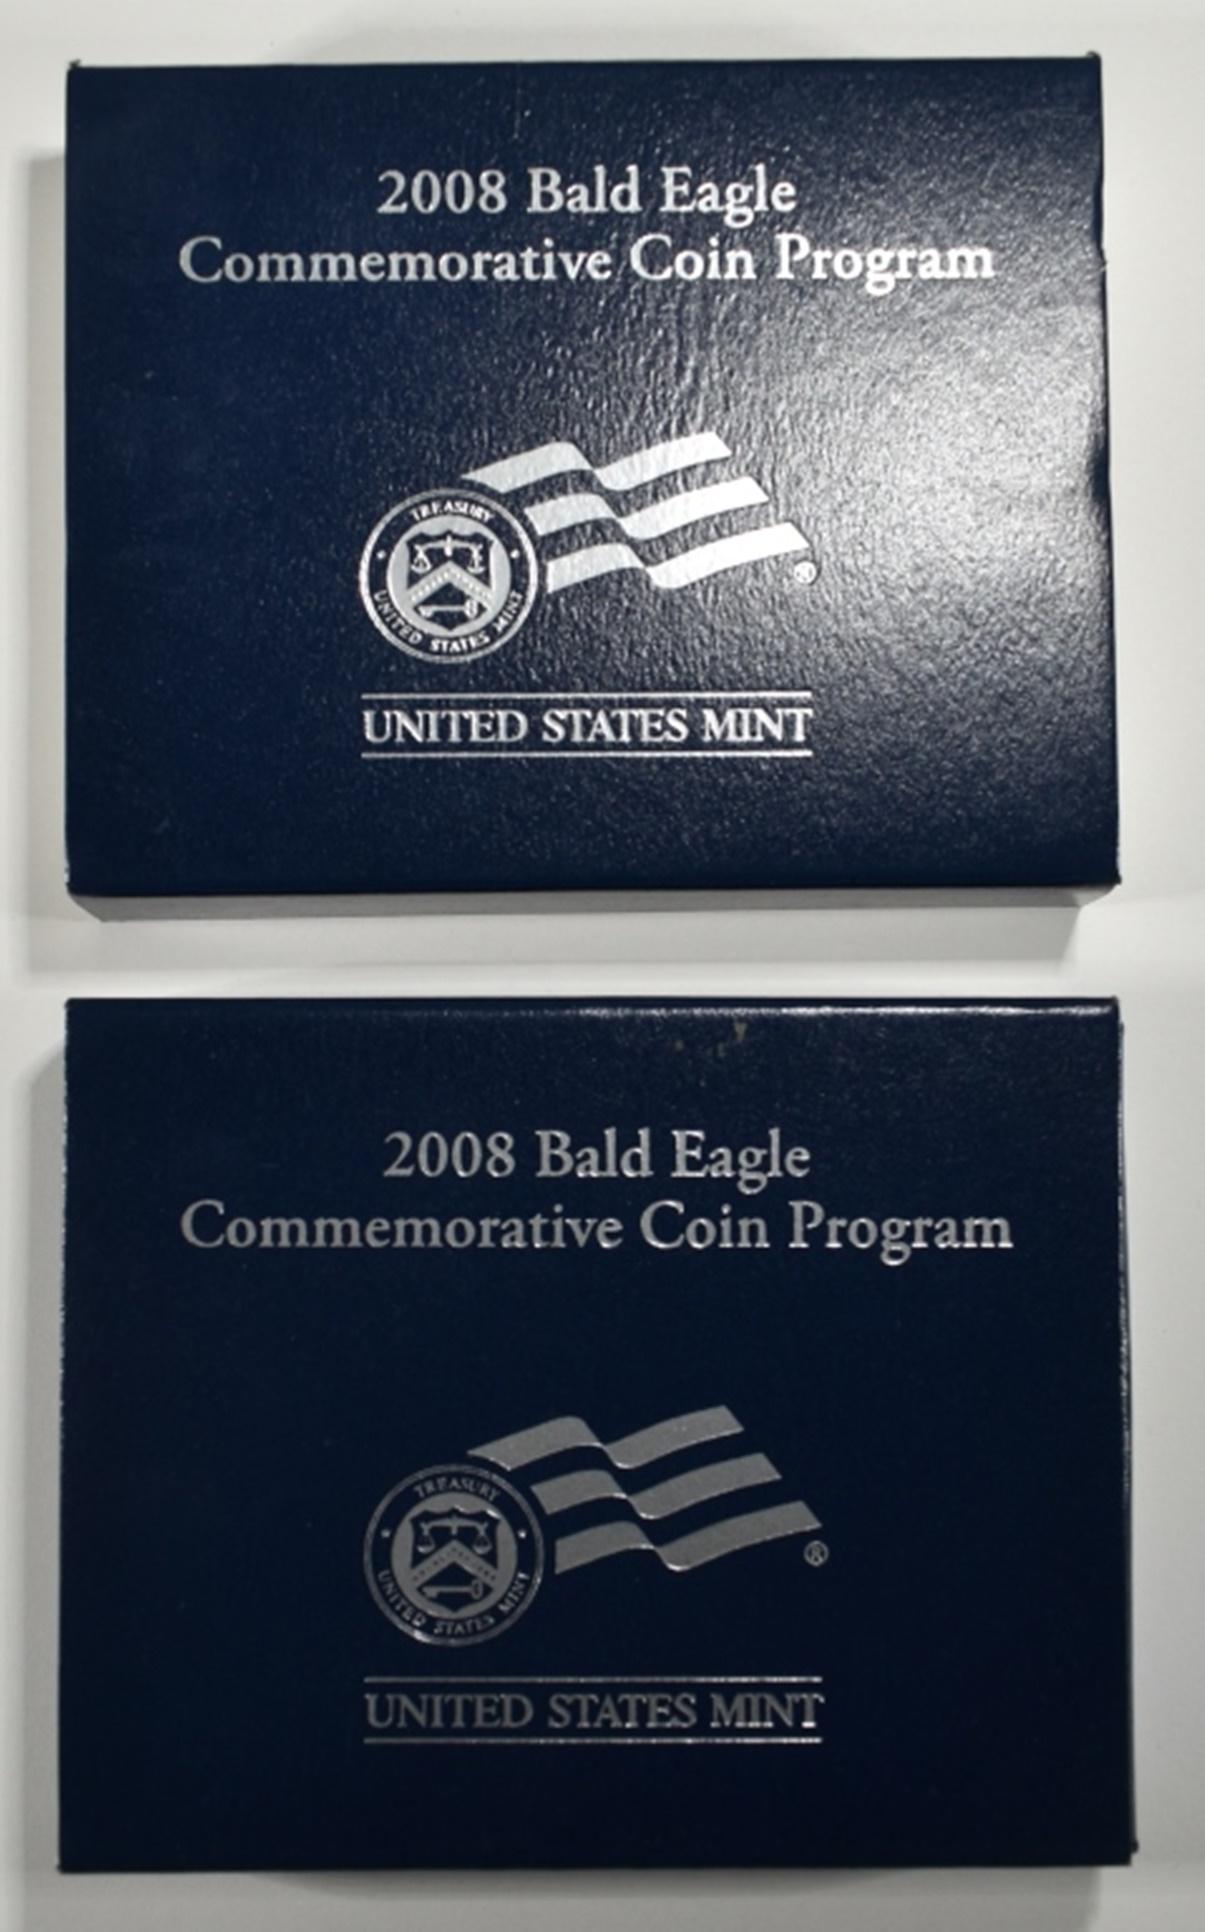 2008 Bald Eagle
Commemorative Coin Program
TREASURY
UNITED STATES MINT
®
UNITED STATES MINT
2008 Bald Eagle
Commemorative Coin Program
TREASURY
UNITED STATES MINT
®
UNITED STATES MINT